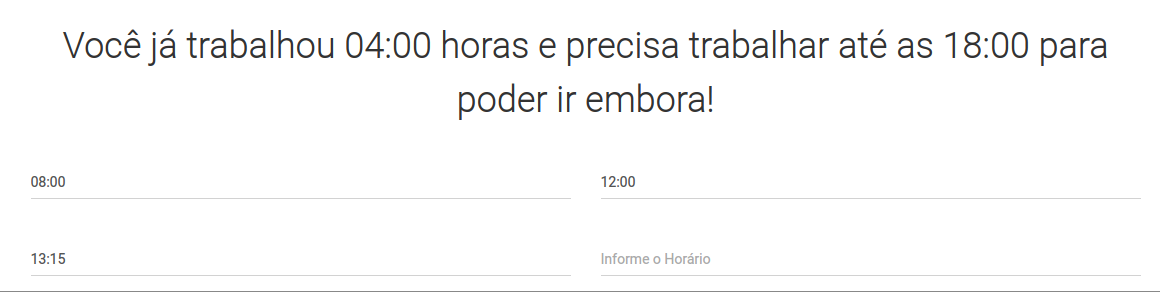 Você já trabalhou 04:00 horas e precisa trabalhar até as 18:00 para
poder ir embora!
08:00
12:00
13:15
Informe o Horário